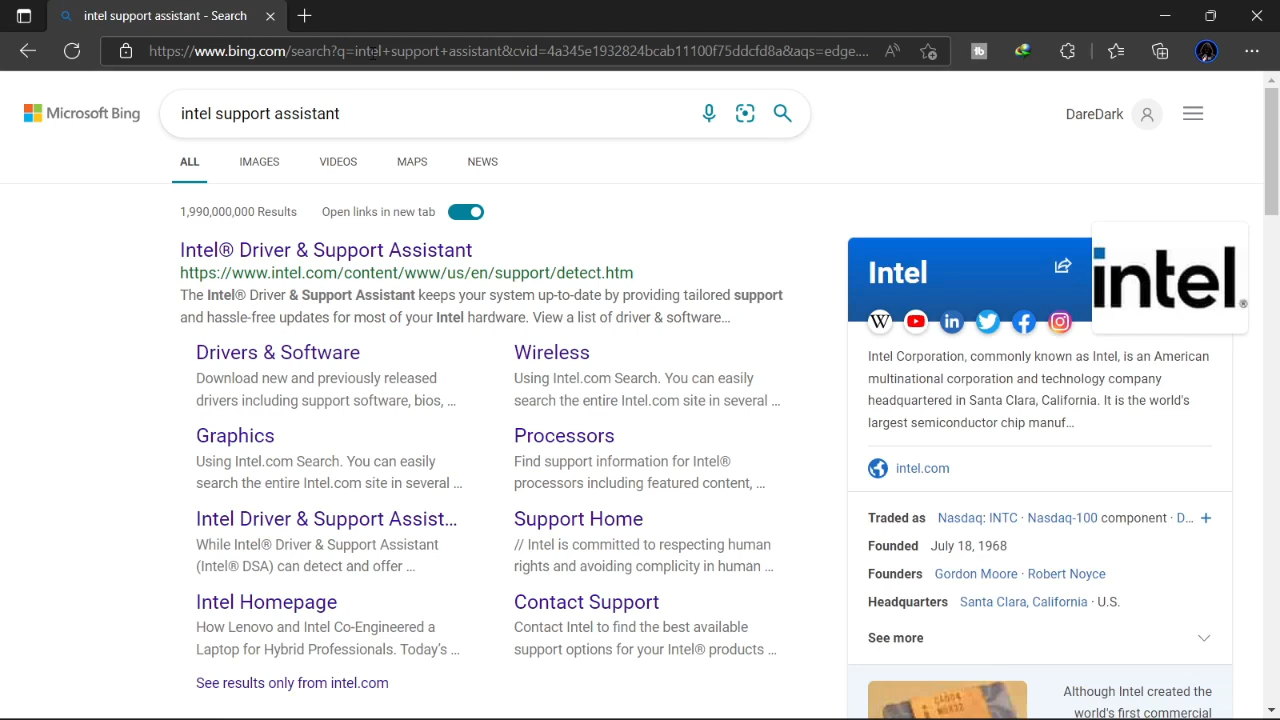 intel support assistant - Search
https://www.bing.com/search?q=intel+support+assistant&cvid=4a345e1932824bcab11100f75ddcfd8a&aqs=edge....
Microsoft Bing
intel support assistant
DareDark
ALL
IMAGES
VIDEOS
MAPS
NEWS
1,990,000,000 Results
Open links in new tab
Intel® Driver & Support Assistant
https://www.intel.com/content/www/us/en/support/detect.htm
The Intel® Driver & Support Assistant keeps your system up-to-date by providing tailored support
and hassle-free updates for most of your Intel hardware. View a list of driver & software...
Drivers & Software
Download new and previously released
drivers including support software, bios, ...
Wireless
Using Intel.com Search. You can easily
search the entire Intel.com site in several ...
Graphics
Using Intel.com Search. You can easily
search the entire Intel.com site in several ...
Processors
Find support information for Intel®
processors including featured content, ...
Intel Driver & Support Assist...
While Intel® Driver & Support Assistant
(Intel® DSA) can detect and offer ...
Support Home
// Intel is committed to respecting human
rights and avoiding complicity in human ...
Intel Homepage
How Lenovo and Intel Co-Engineered a
Laptop for Hybrid Professionals. Today's ...
Contact Support
Contact Intel to find the best available
support options for your Intel® products ...
See results only from intel.com
Intel
intel.®
W
Intel Corporation, commonly known as Intel, is an American
multinational corporation and technology company
headquartered in Santa Clara, California. It is the world's
largest semiconductor chip manuf...
intel.com
Traded as Nasdaq: INTC · Nasdaq-100 component · D...
Founded July 18, 1968
Founders Gordon Moore · Robert Noyce
Headquarters Santa Clara, California · U.S.
See more
Although Intel created the
world's first commercial